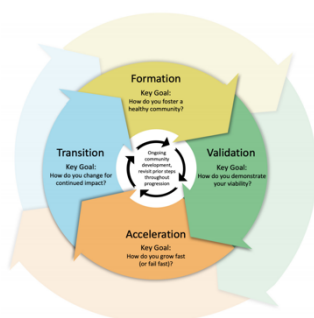 Formation
Key Goal:
How do you foster a
healthy community?
Transition
Key Goal:
How do you change for
continued impact?
Ongoing
community
development,
revisit prior steps
throughout
progression
Validation
Key Goal:
How do you demonstrate
your viability?
Acceleration
Key Goal:
How do you grow fast
(or fail fast)?